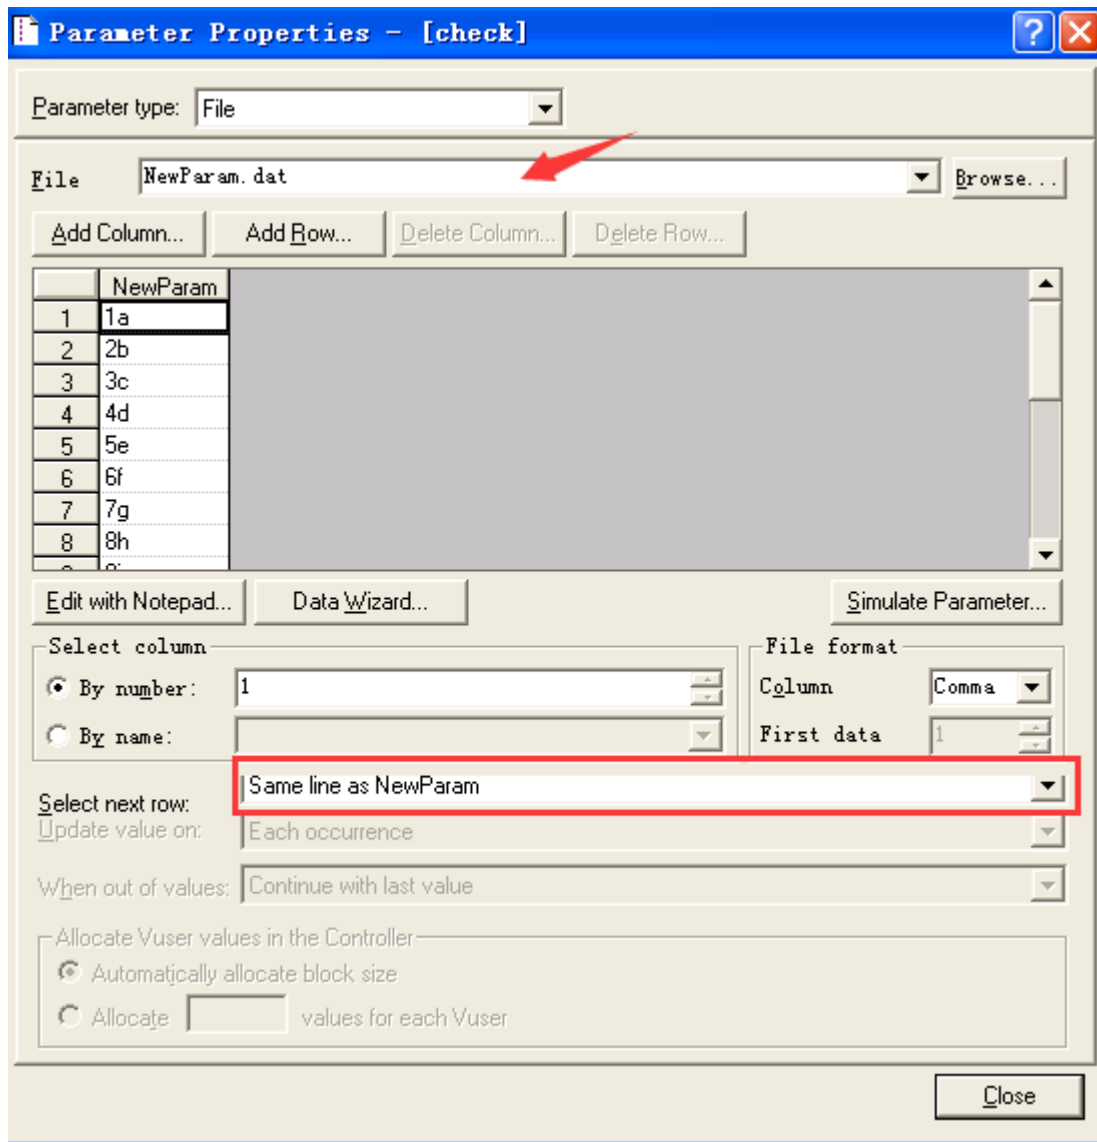 Parameter Properties - [check]
Parameter type: File
File NewParam.dat Browse...
Add Column... Add Row... Delete Column... Delete Row...
NewParam
1 1a
2 2b
3 3c
4 4d
5 5e
6 6f
7 7g
8 8h
Edit with Notepad... Data Wizard... Simulate Parameter...
Select column File format
By number: 1 Column Comma
By name: First data 1
Select next row: Same line as NewParam
Update value on: Each occurrence
When out of values: Continue with last value
Allocate Vuser values in the Controller
Automatically allocate block size
Allocate values for each Vuser
Close